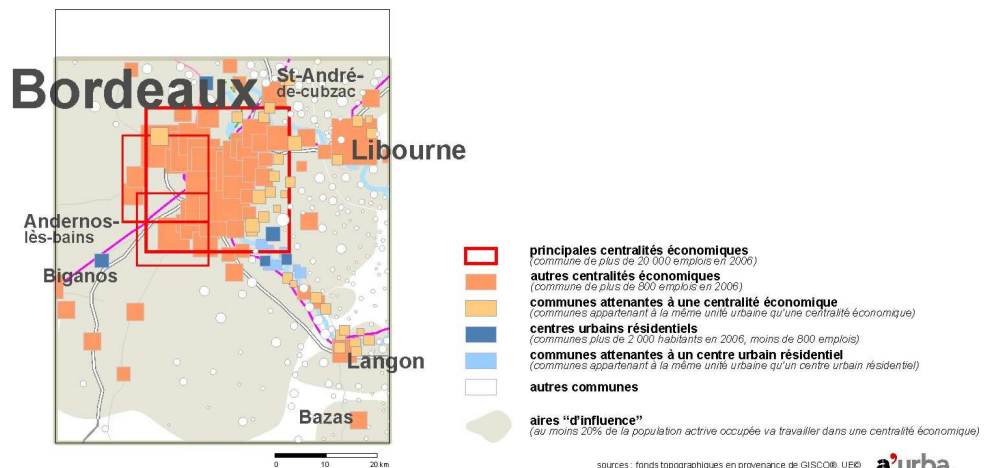 Bordeaux
St-André-
de-cubzac
Libourne
Andernos-
lès-bains
Biganos
Langon
Bazas
0 10 20 km
principales centralités économiques
(commune de plus de 20 000 emplois en 2006)
autres centralités économiques
(commune de plus de 800 emplois en 2006)
communes attenantes à une centralité économique
(communes appartenant à la même unité urbaine qu'une centralité économique)
centres urbains résidentiels
(communes plus de 2 000 habitants en 2006, moins de 800 emplois)
communes attenantes à un centre urbain résidentiel
(communes appartenant à la même unité urbaine qu'un centre urbain résidentiel)
autres communes
aires "d'influence"
(au moins 20% de la population active occupée va travailler dans une centralité économique)
sources : fonds topographiques en provenance de GISCO®, UE©
a'urba